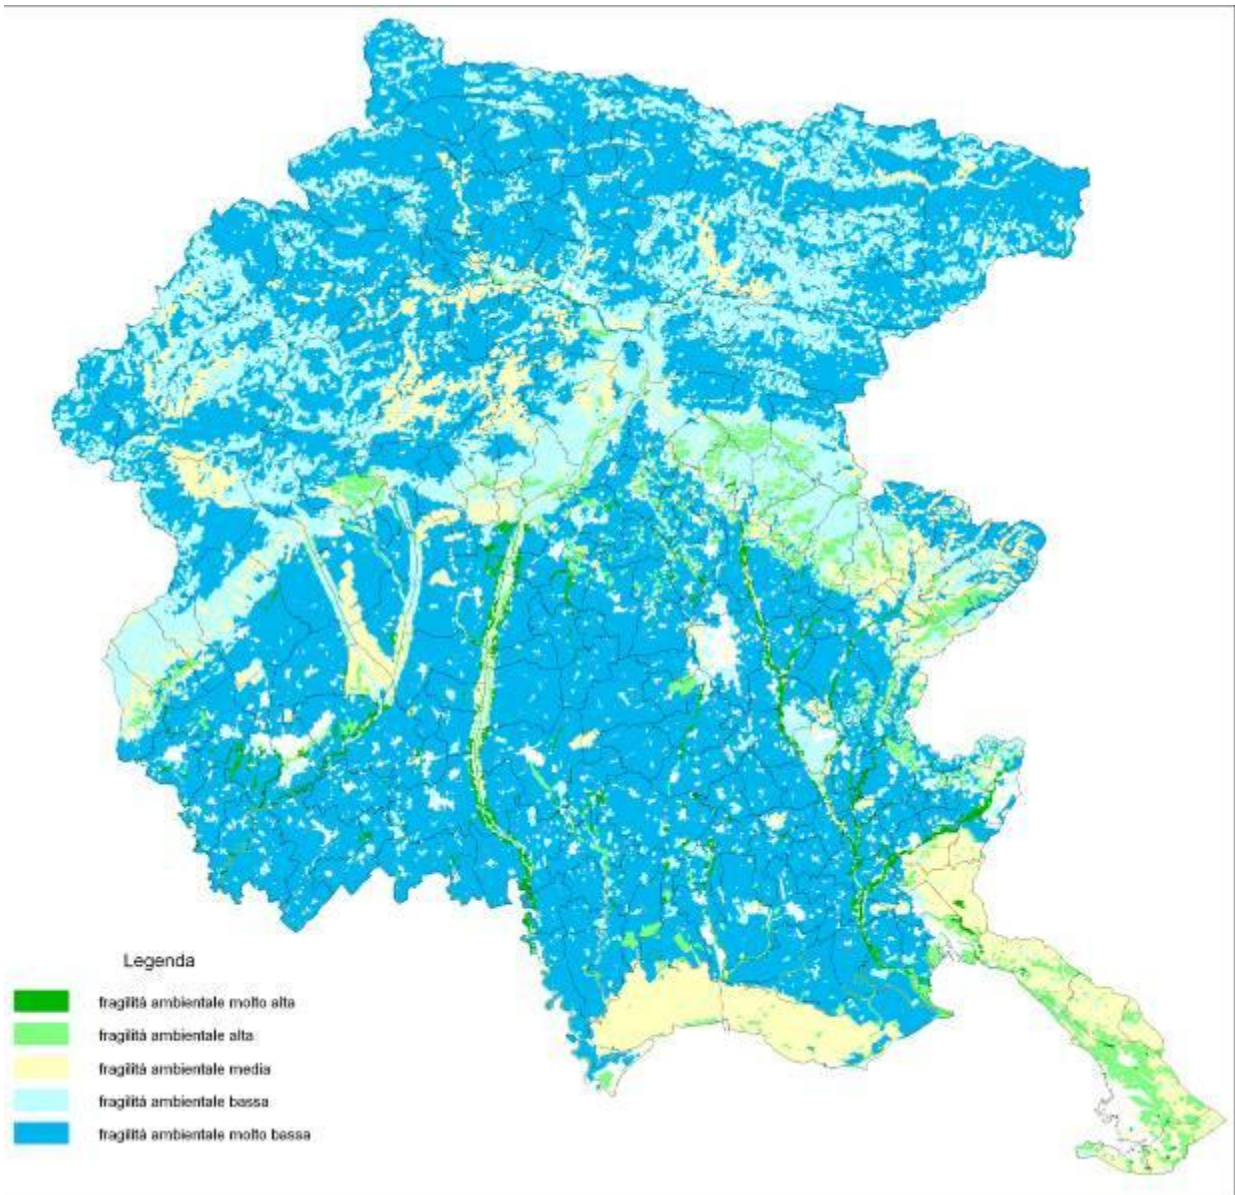 Legenda
fragilità ambientale molto alta
fragilità ambientale alta
fragilità ambientale media
fragilità ambientale bassa
fragilità ambientale molto bassa